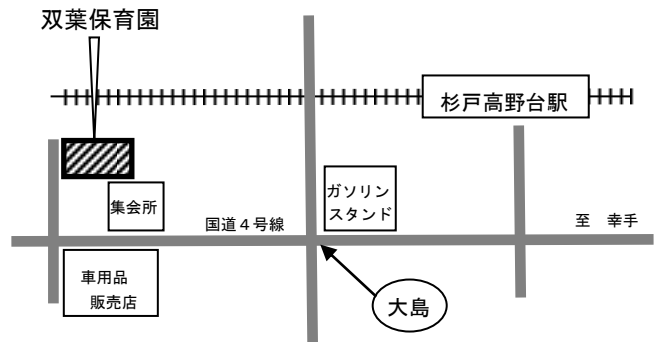 双葉保育園
杉戸高野台駅
集会所
ガソリン
スタンド
国道４号線
至 幸手
車用品
販売店
大島